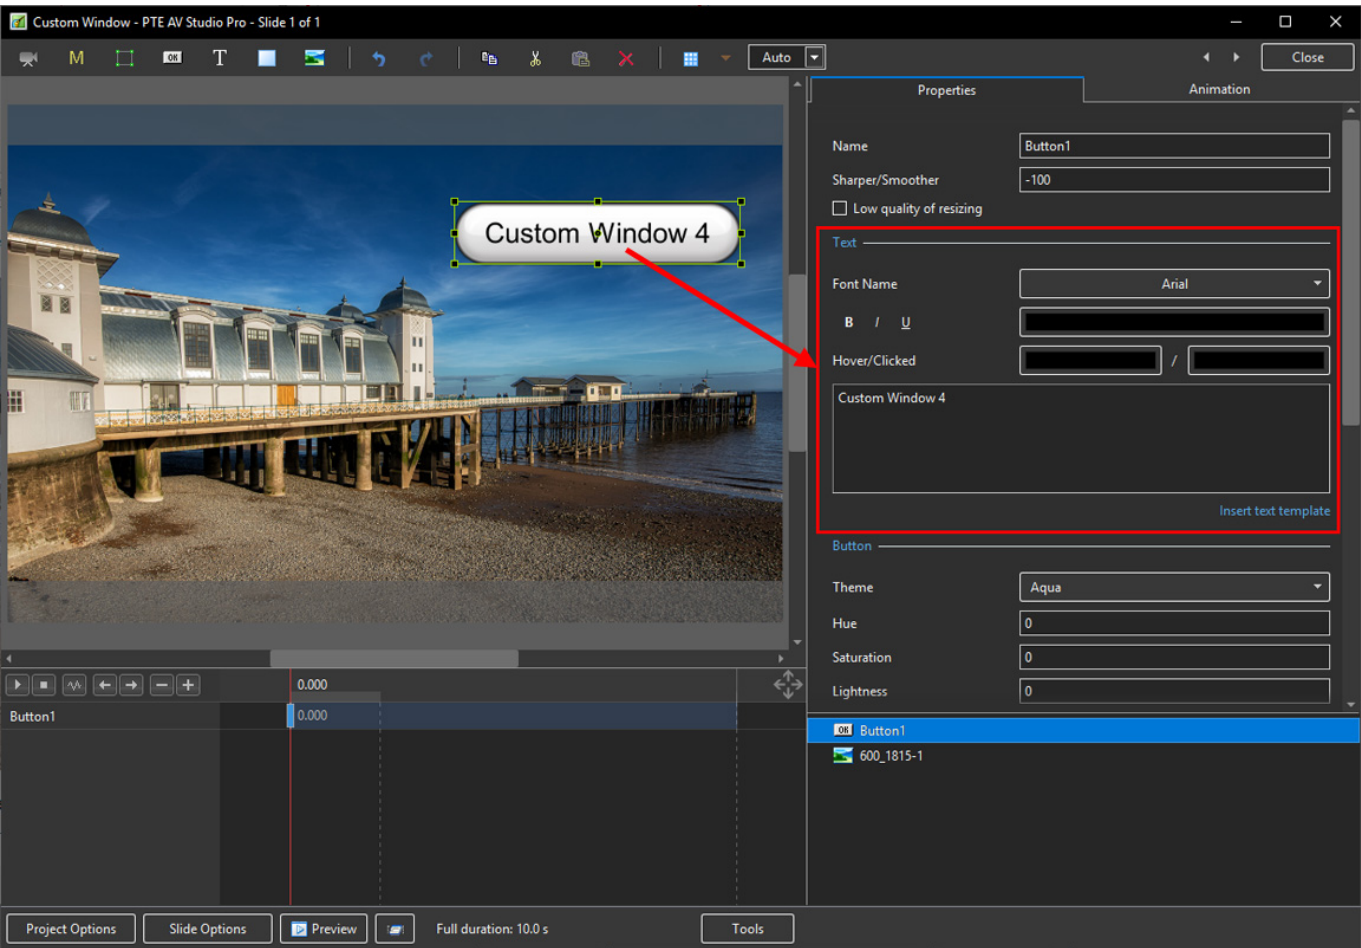 Custom Window - PTE AV Studio Pro - Slide 1 of 1
M
OK
T
Auto
Close
Properties
Animation
Name
Button1
Sharper/Smoother
-100
Low quality of resizing
Custom Window 4
Text
Font Name
Arial
B I U
Hover/Clicked
/
Custom Window 4
Insert text template
Button
Theme
Aqua
Hue
0
Saturation
0
Lightness
0
0.000
Button1
0.000
OK Button1
600_1815-1
Project Options
Slide Options
Preview
Full duration: 10.0 s
Tools